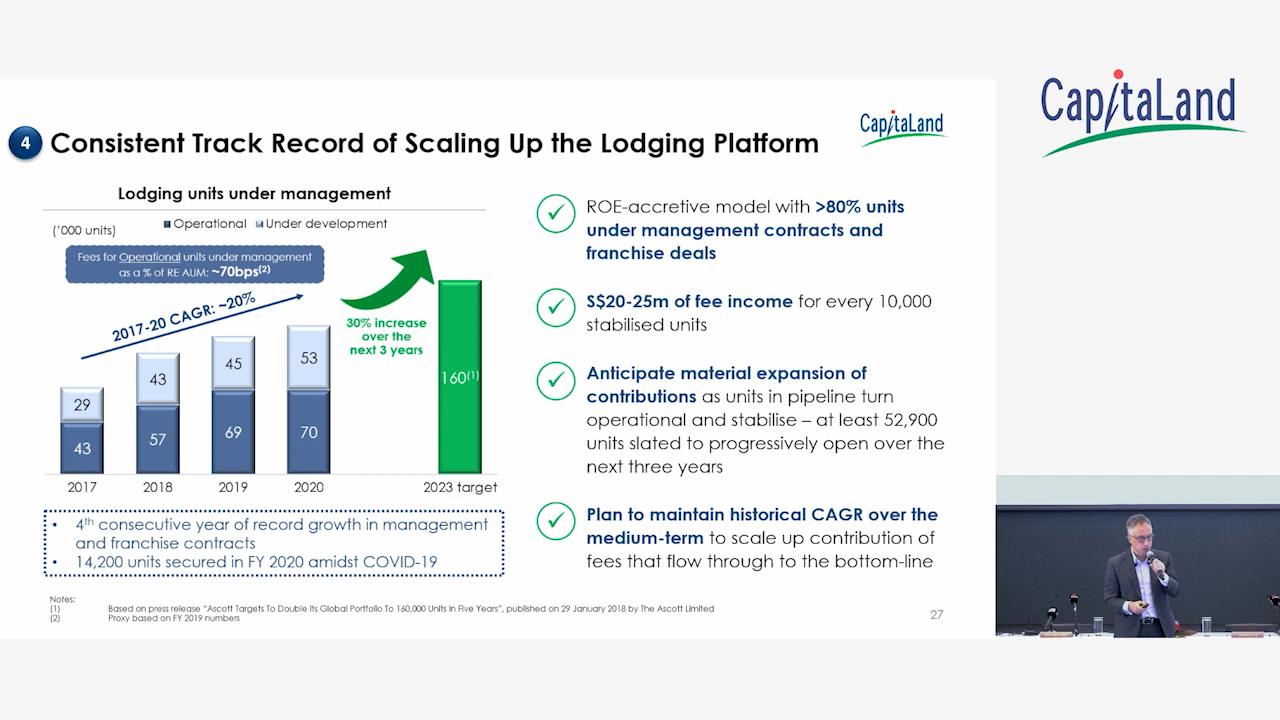 CapitaLand
CapitaLand
4
Consistent Track Record of Scaling Up the Lodging Platform
Lodging units under management
('000 units)
Operational
Under development
Fees for Operational units under management
as a % of RE AUM: ~70bps(2)
2017-20 CAGR: ~20%
30% increase
over the
next 3 years
29
43
43
57
45
69
53
70
160(1)
2017
2018
2019
2020
2023 target
• 4th consecutive year of record growth in management
and franchise contracts
• 14,200 units secured in FY 2020 amidst COVID-19
ROE-accretive model with >80% units
under management contracts and
franchise deals
S$20-25m of fee income for every 10,000
stabilised units
Anticipate material expansion of
contributions as units in pipeline turn
operational and stabilise – at least 52,900
units slated to progressively open over the
next three years
Plan to maintain historical CAGR over the
medium-term to scale up contribution of
fees that flow through to the bottom-line
Notes:
(1) Based on press release "Ascott Targets To Double Its Global Portfolio To 160,000 Units In Five Years", published on 29 January 2018 by The Ascott Limited
(2) Proxy based on FY 2019 numbers
27